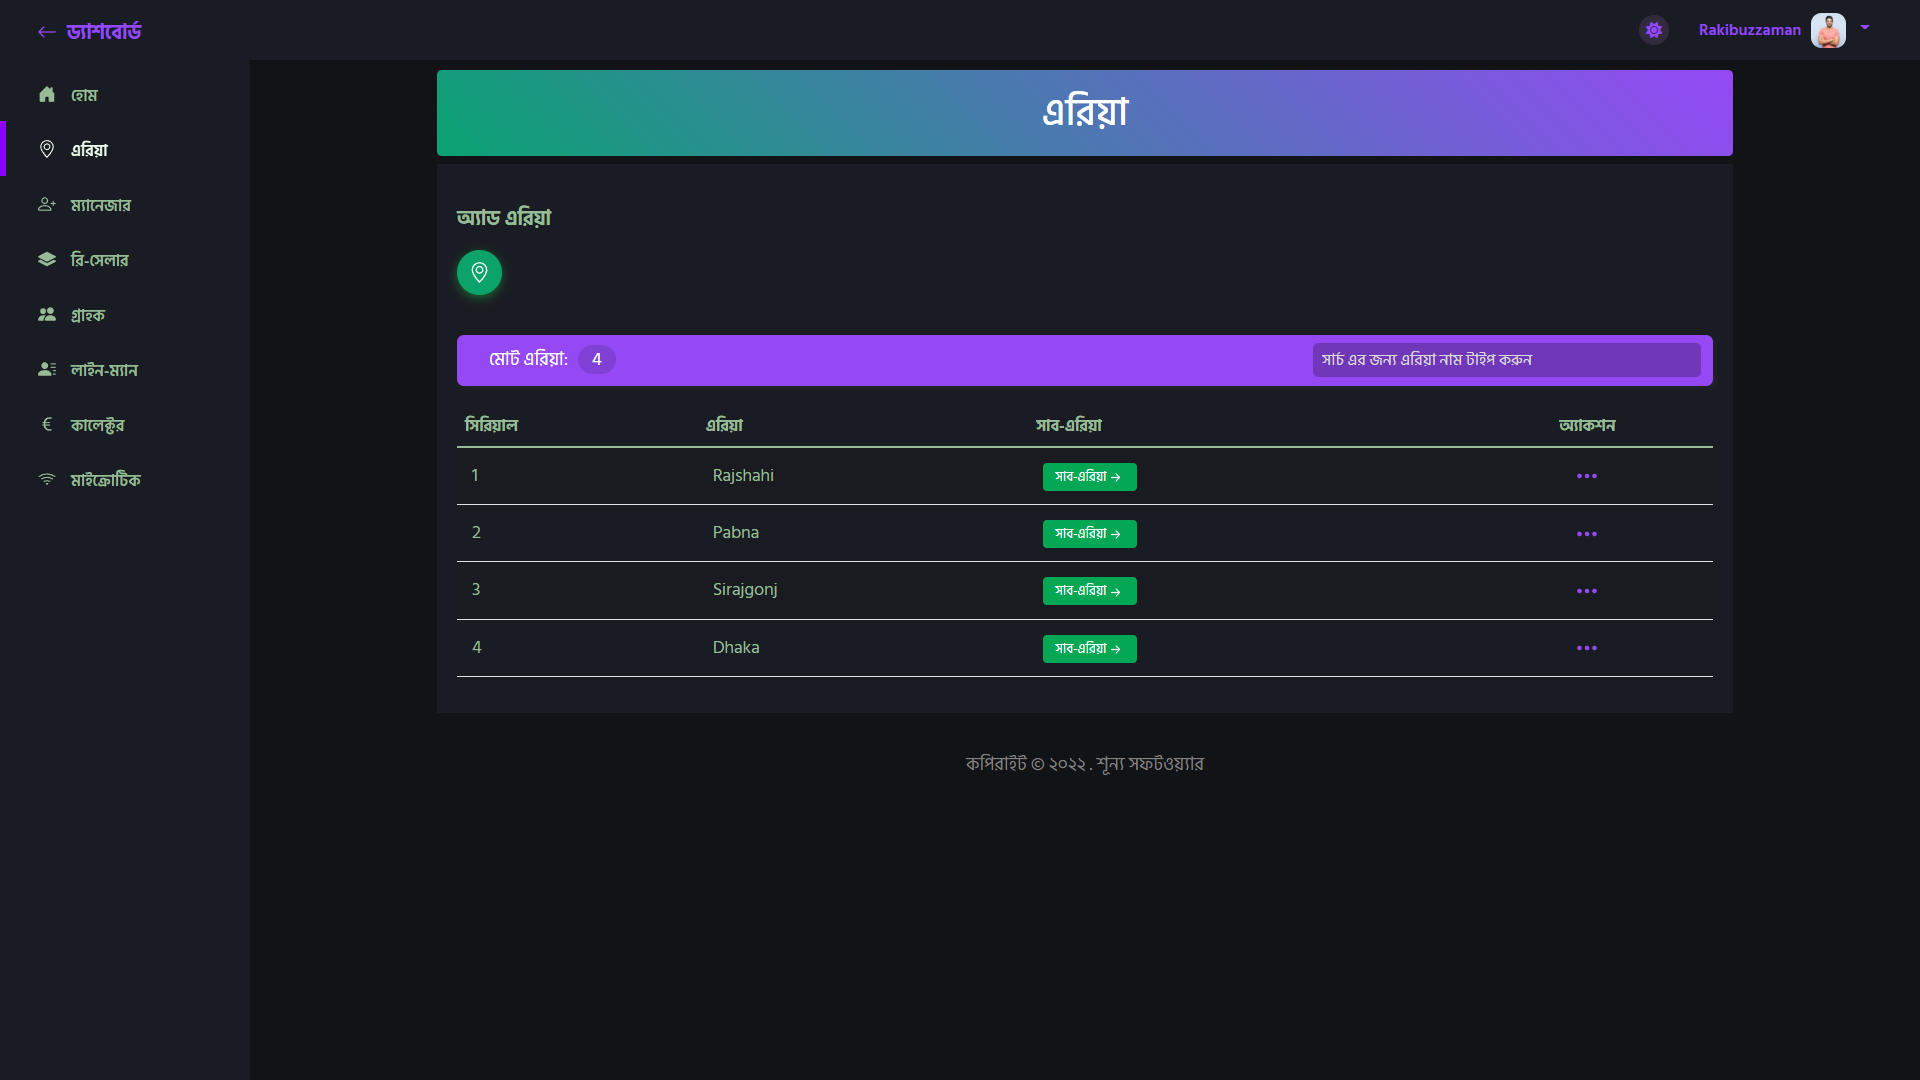 ড্যাশবোর্ড
Rakibuzzaman
হোম
এরিয়া
ম্যানেজার
রি-সেলার
গ্রাহক
লাইন-ম্যান
কালেক্টর
মাইক্রোটিক
এরিয়া
অ্যাড এরিয়া
মোট এরিয়া: 4
সার্চ এর জন্য এরিয়া নাম টাইপ করুন
সিরিয়াল এরিয়া সাব-এরিয়া অ্যাকশন
1 Rajshahi সাব-এরিয়া
2 Pabna সাব-এরিয়া
3 Sirajgonj সাব-এরিয়া
4 Dhaka সাব-এরিয়া
কপিরাইট © ২০২২ . শূন্য সফটওয়্যার